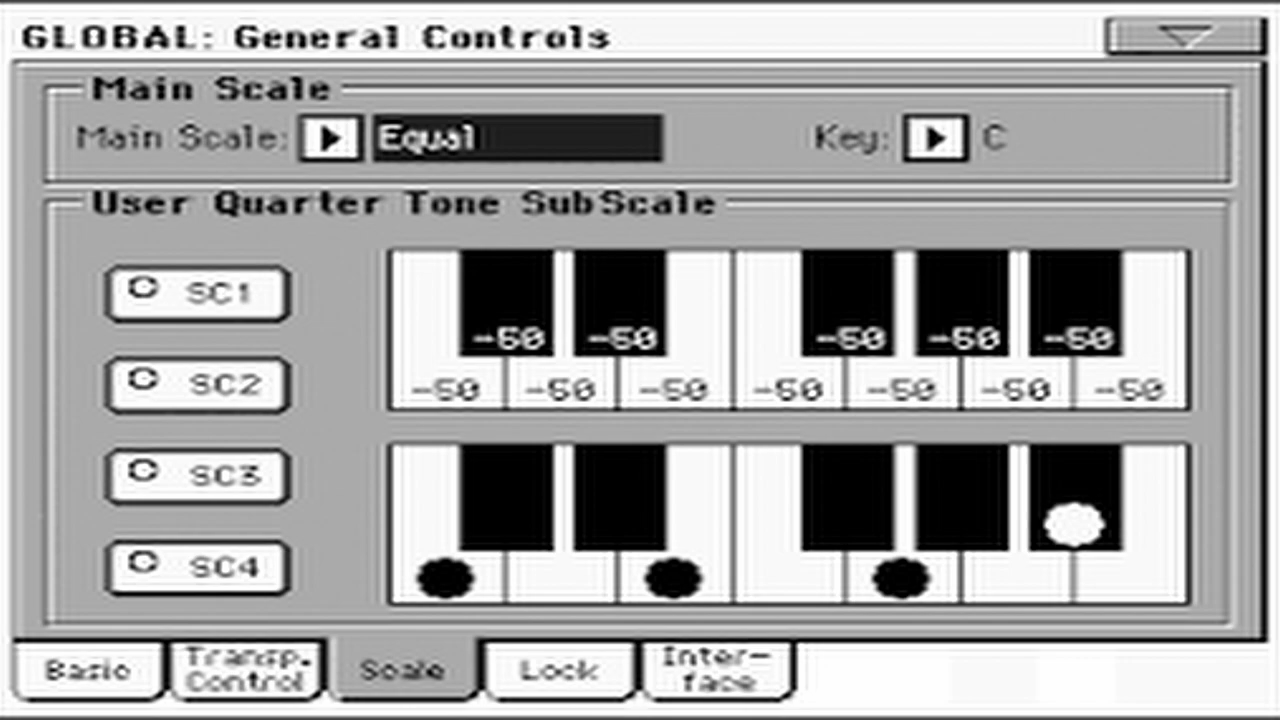 GLOBAL: General Controls
Main Scale
Main Scale: Equal Key: C
User Quarter Tone SubScale
SC1
SC2
SC3
SC4
-50 -50 -50 -50 -50
-50 -50 -50 -50 -50 -50 -50
Basic
Transp.
Control
Scale
Lock
Inter-
face